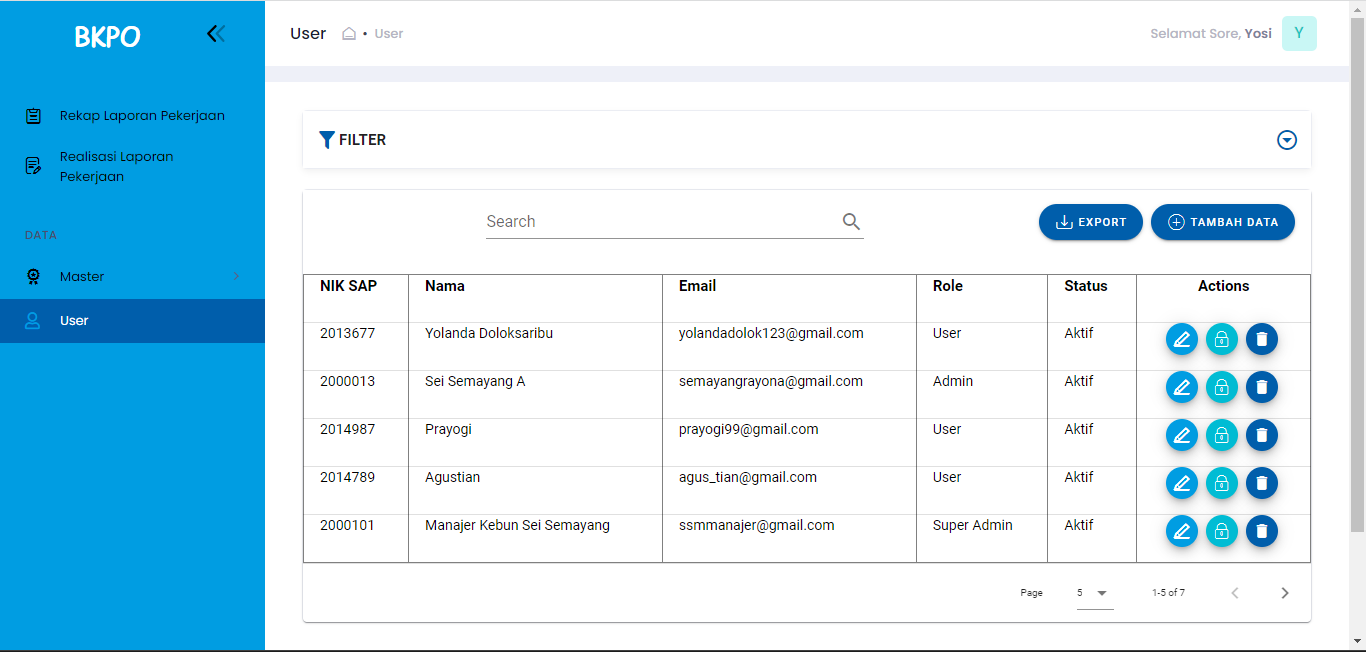 BKPO
User • User
Selamat Sore, Yosi Y
Rekap Laporan Pekerjaan
Realisasi Laporan
Pekerjaan
DATA
Master
User
FILTER
Search
EXPORT
TAMBAH DATA
NIK SAP Nama Email Role Status Actions
2013677 Yolanda Doloksaribu yolandadolok123@gmail.com User Aktif
2000013 Sei Semayang A semayangrayona@gmail.com Admin Aktif
2014987 Prayogi prayogi99@gmail.com User Aktif
2014789 Agustian agus_tian@gmail.com User Aktif
2000101 Manajer Kebun Sei Semayang ssmmanajer@gmail.com Super Admin Aktif
Page 5 1-5 of 7